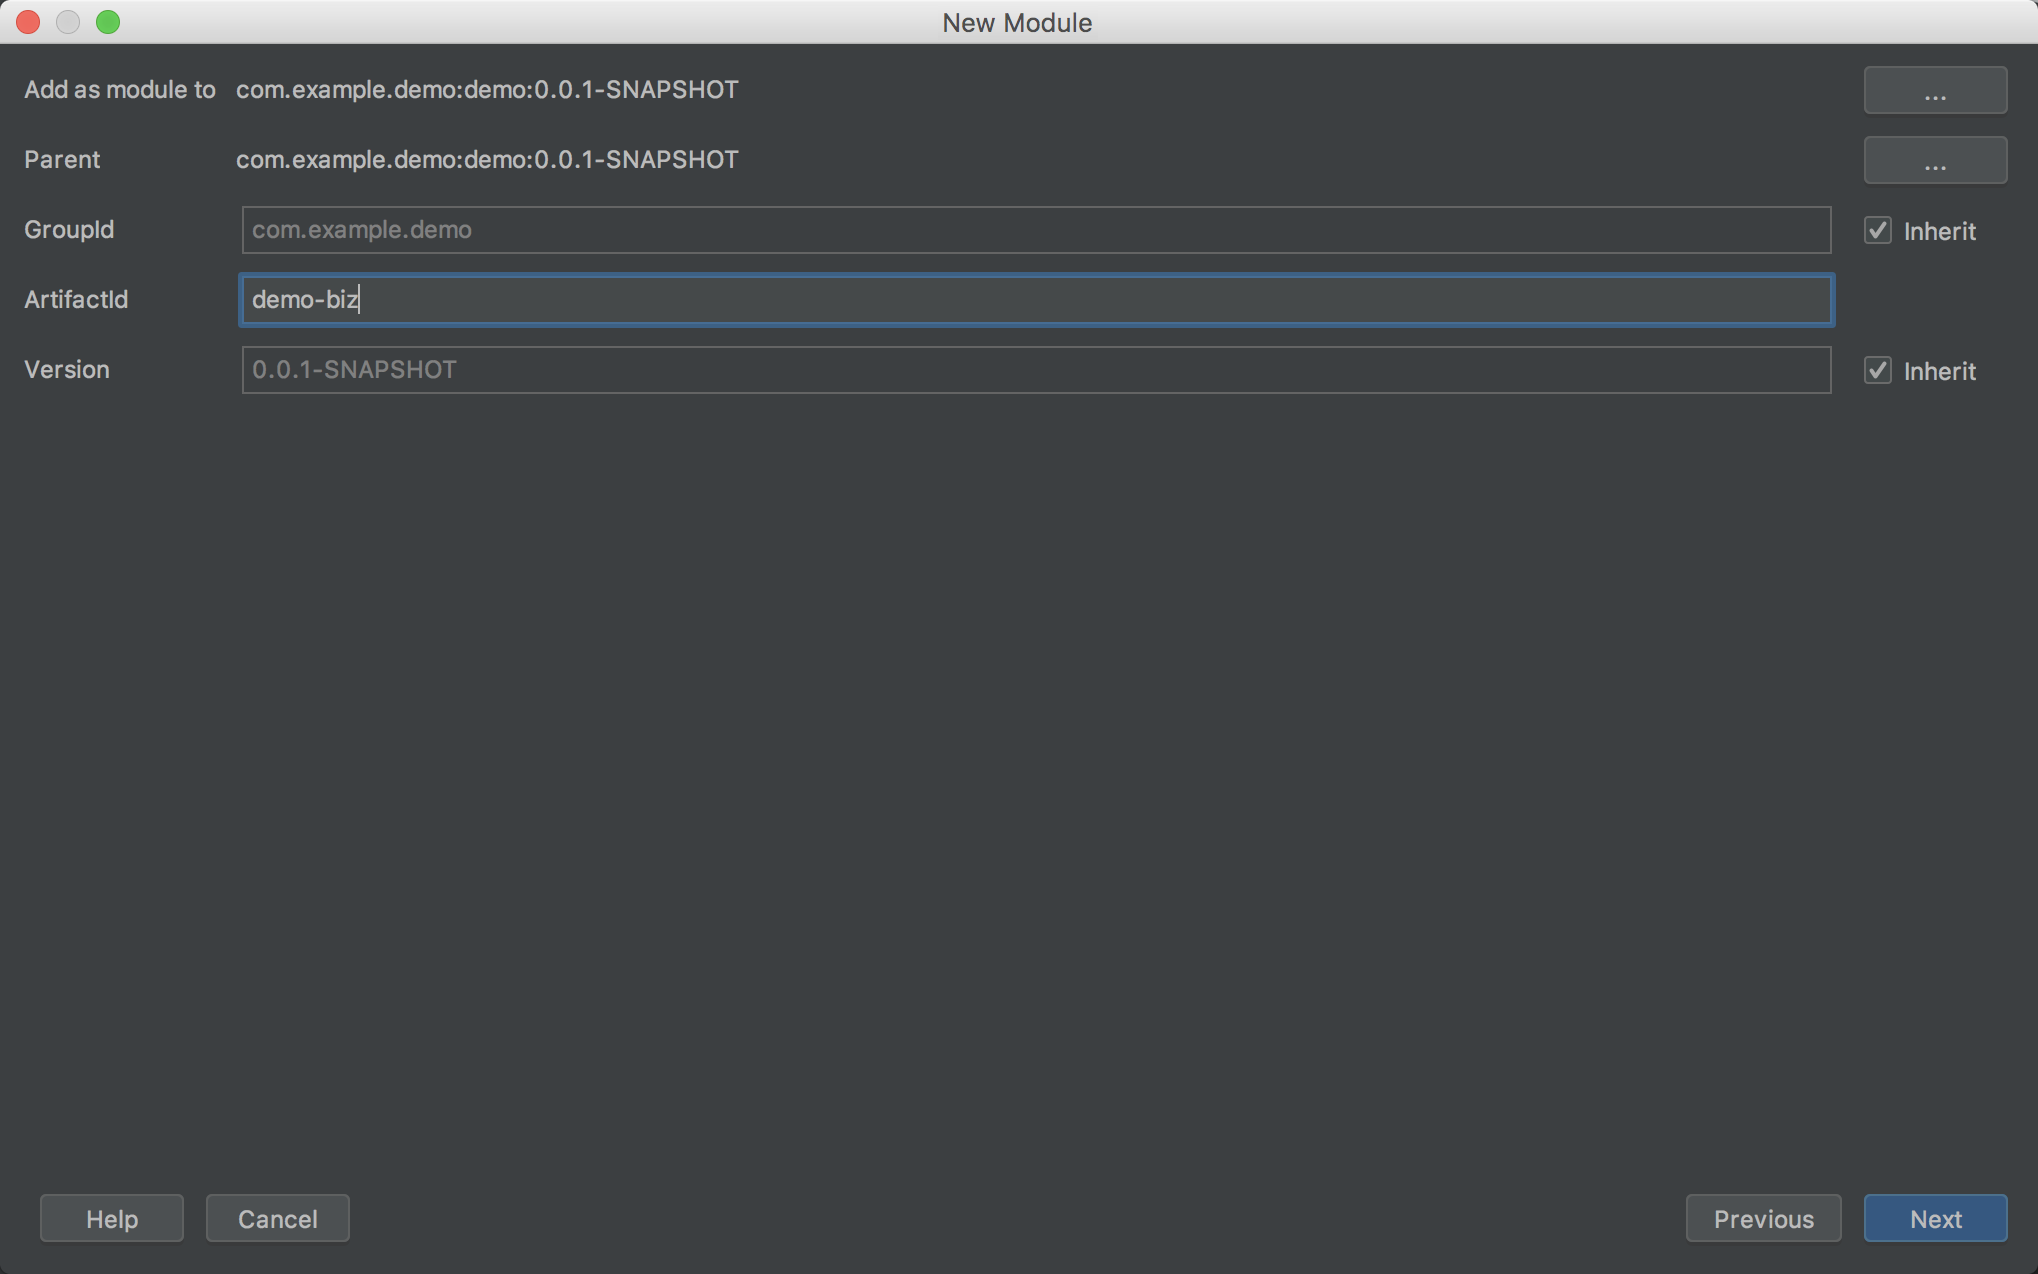 New Module
Add as module to com.example.demo:demo:0.0.1-SNAPSHOT ...
Parent com.example.demo:demo:0.0.1-SNAPSHOT ...
GroupId com.example.demo Inherit
ArtifactId demo-biz
Version 0.0.1-SNAPSHOT Inherit
Help Cancel Previous Next